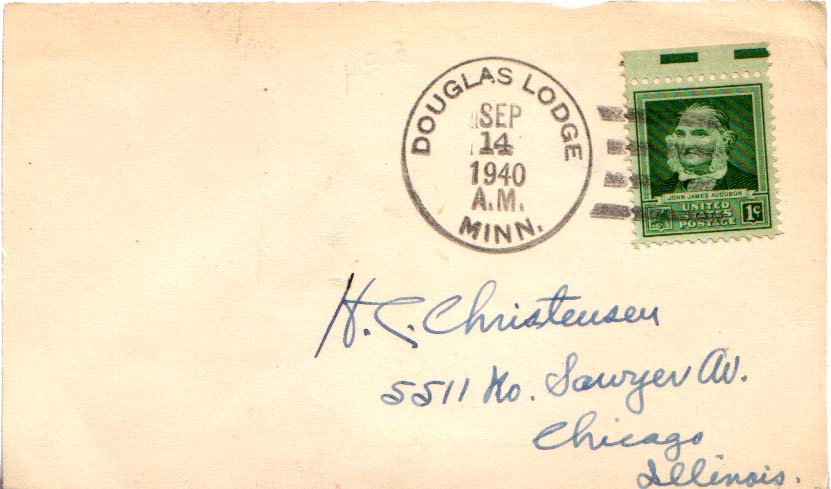 DOUGLAS LODGE
SEP
14
1940
A.M.
MINN.
JOHN JAMES AUDUBON
UNITED
STATES
POSTAGE
1¢
H. C. Christensen
5511 No. Sawyer Av.
Chicago
Illinois.